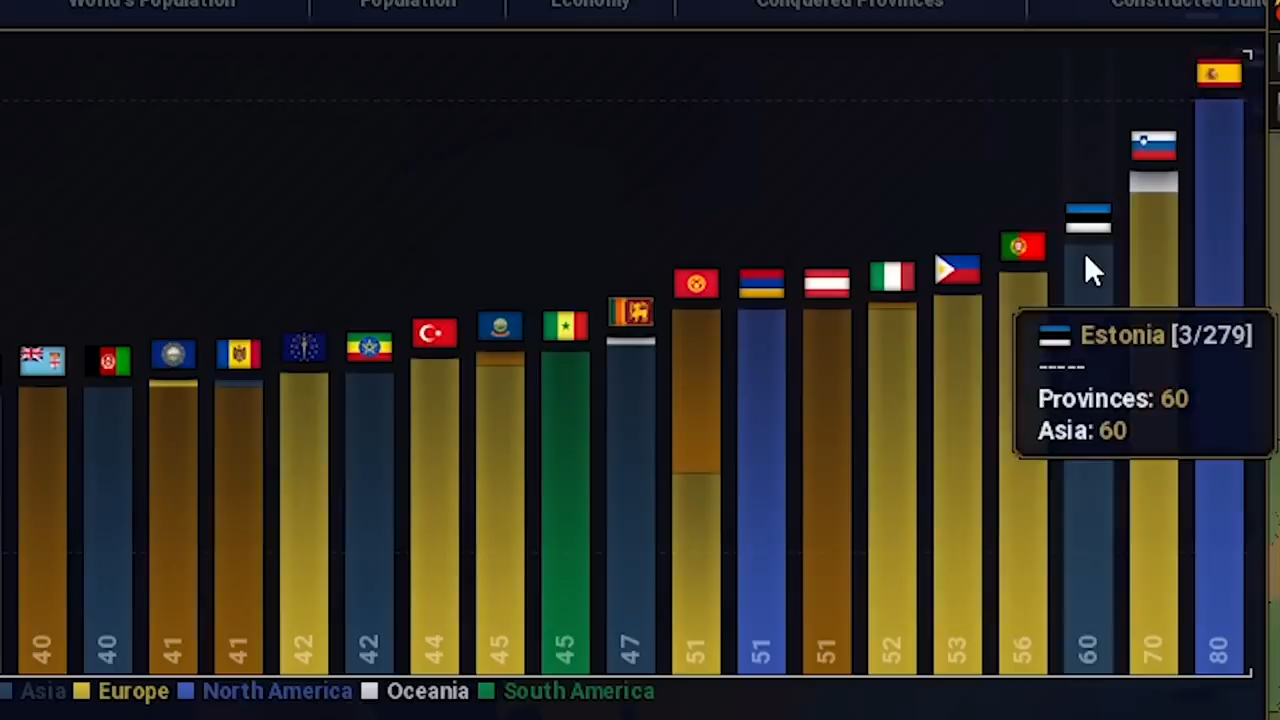 World's Population Population Economy Conquered Provinces Constructed
Estonia [3/279]
-----
Provinces: 60
Asia: 60
40 40 41 41 42 42 44 45 45 47 51 51 51 52 53 56 60 70 80
Asia Europe North America Oceania South America